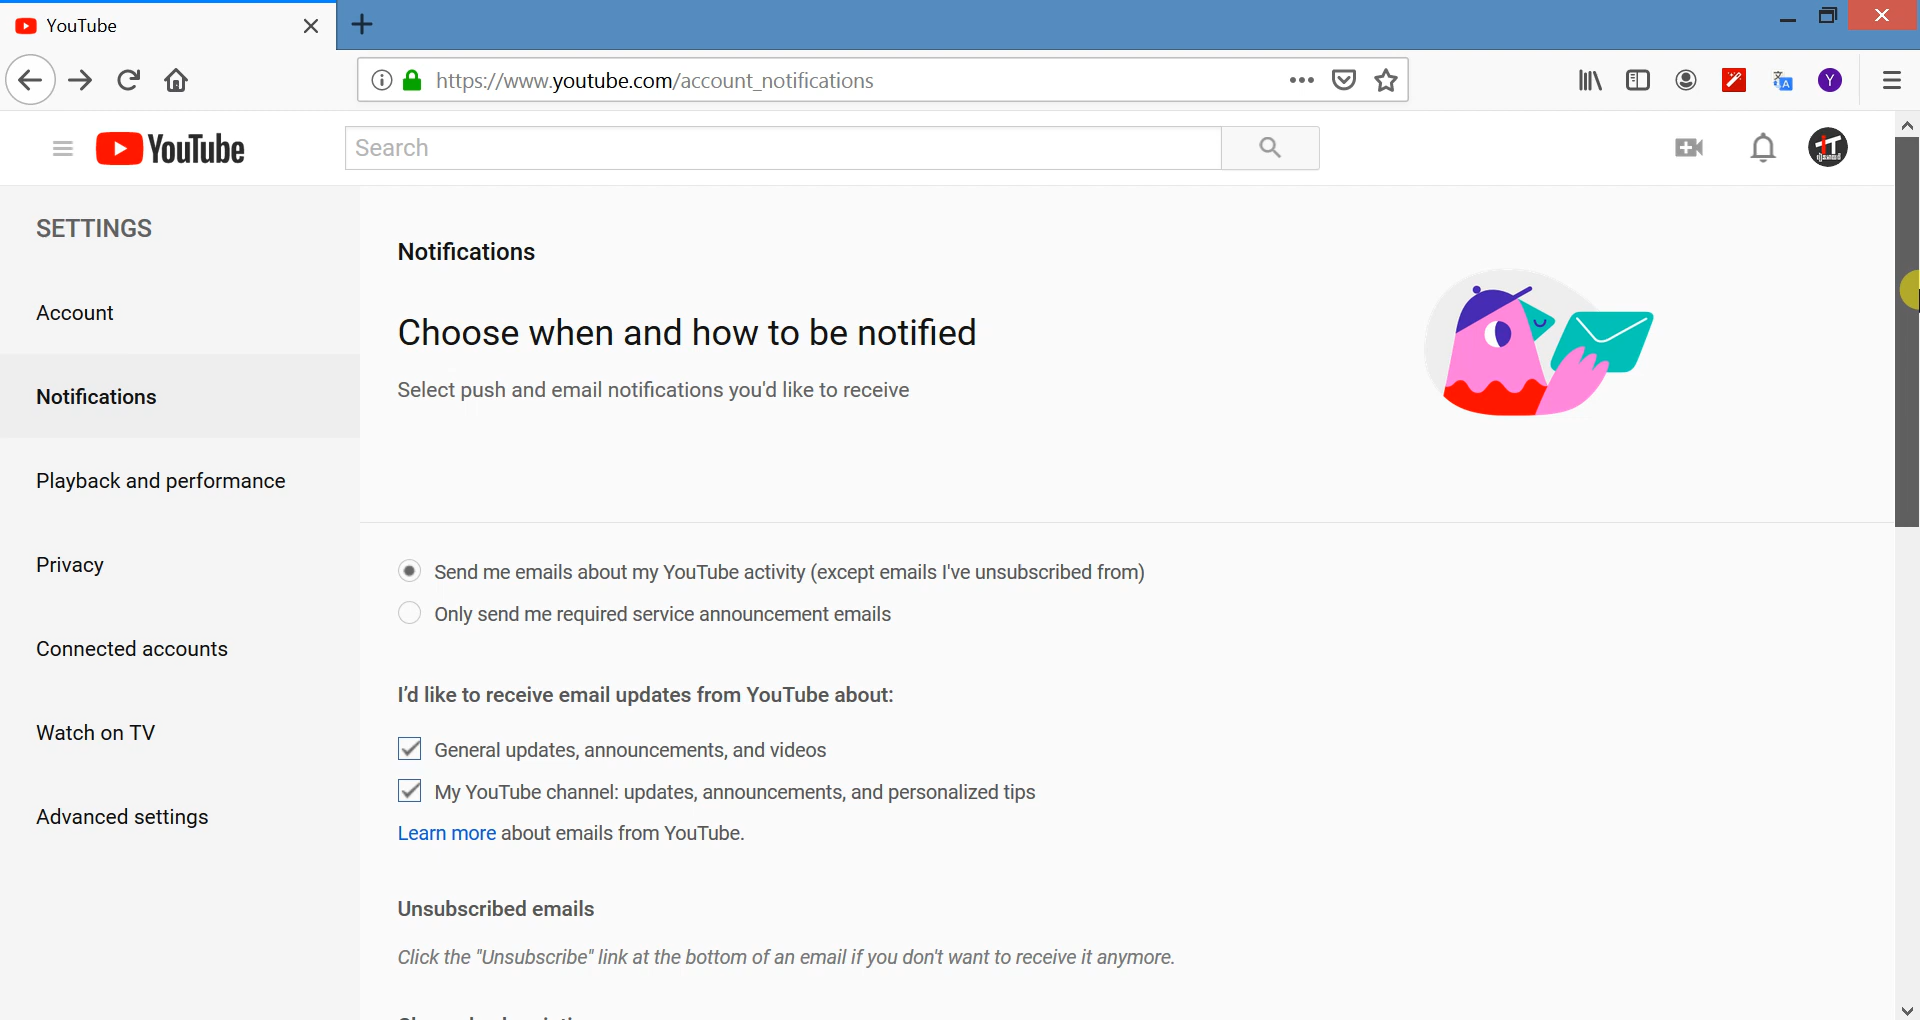 YouTube
https://www.youtube.com/account_notifications
Y
YouTube
Search
SETTINGS
Account
Notifications
Playback and performance
Privacy
Connected accounts
Watch on TV
Advanced settings
Notifications
Choose when and how to be notified
Select push and email notifications you'd like to receive
Send me emails about my YouTube activity (except emails I've unsubscribed from)
Only send me required service announcement emails
I'd like to receive email updates from YouTube about:
General updates, announcements, and videos
My YouTube channel: updates, announcements, and personalized tips
Learn more about emails from YouTube.
Unsubscribed emails
Click the "Unsubscribe" link at the bottom of an email if you don't want to receive it anymore.